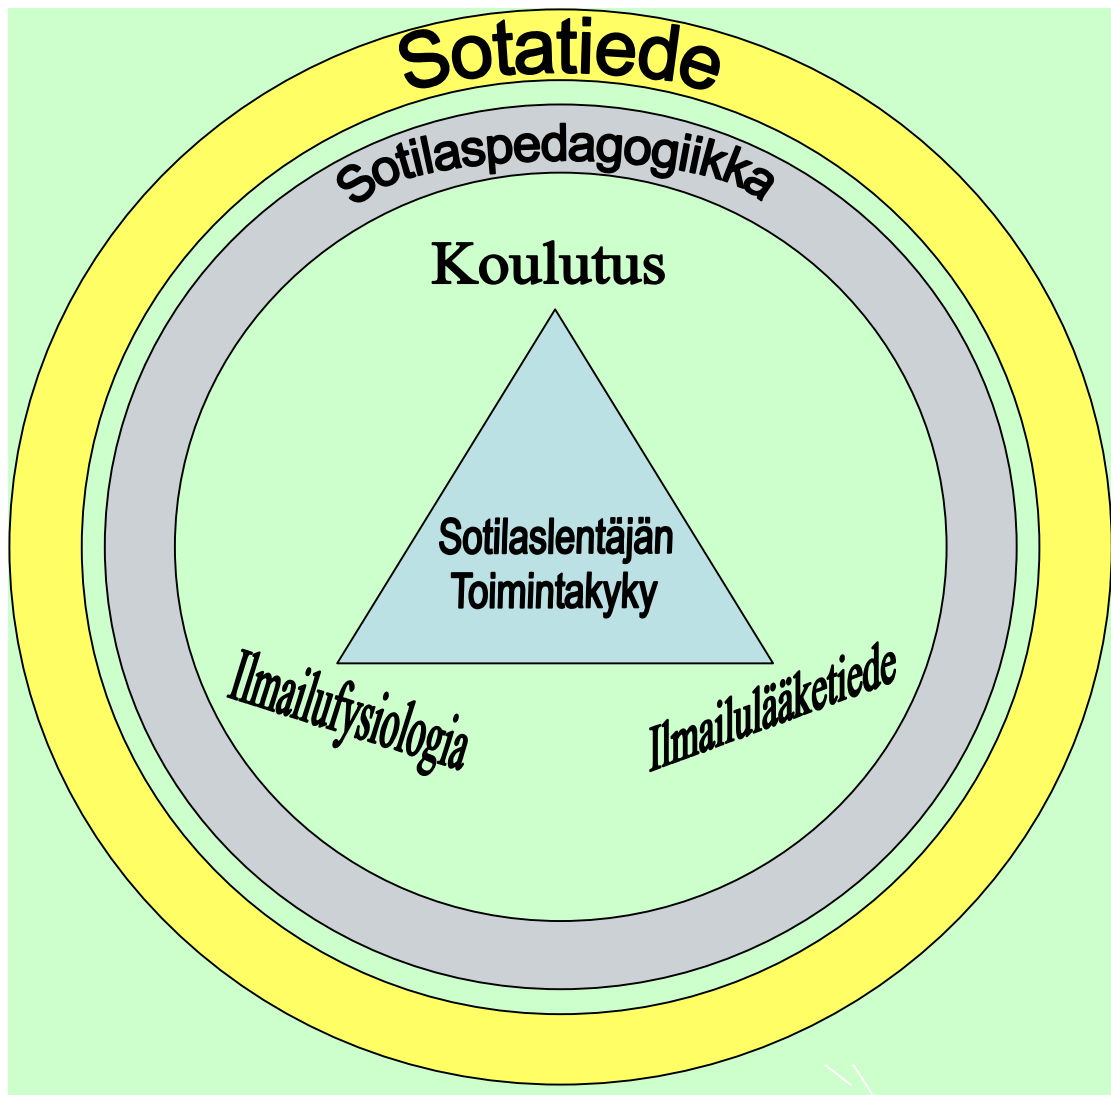 Sotatiede
Sotilaspedagogiikka
Koulutus
Sotilaslentäjän
Toimintakyky
Ilmailufysiologia
Ilmailulääketiede